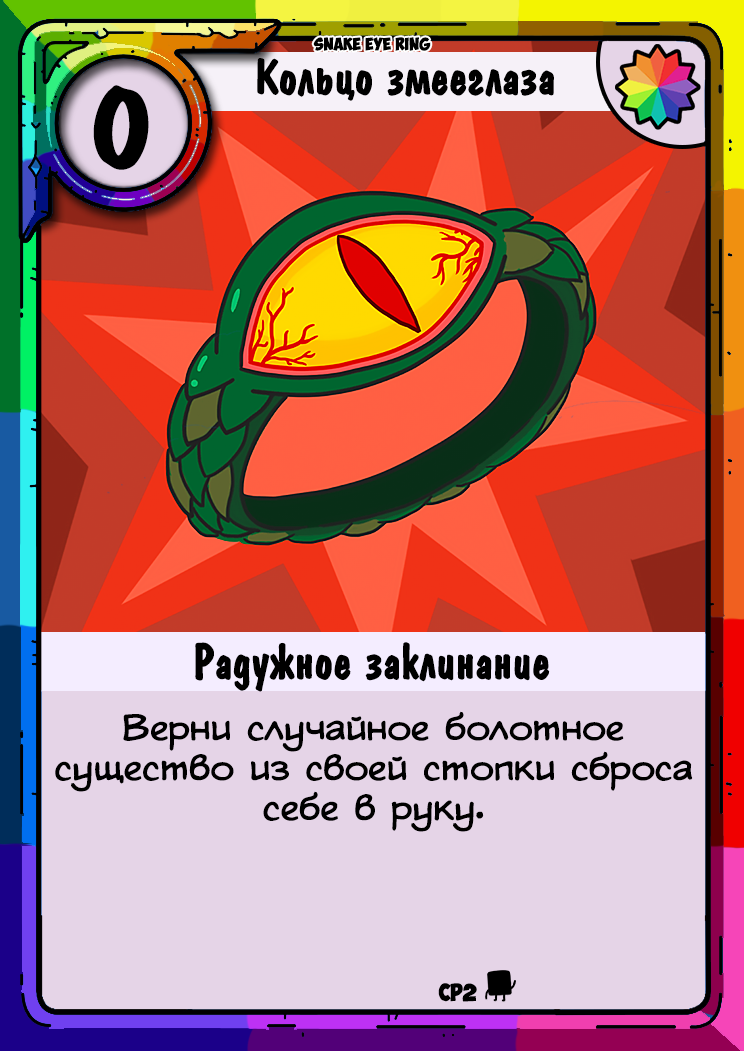 SNAKE EYE RING
Кольцо змееглаза
0
Радужное заклинание
Верни случайное болотное
существо из своей стопки сброса
себе в руку.
CP2